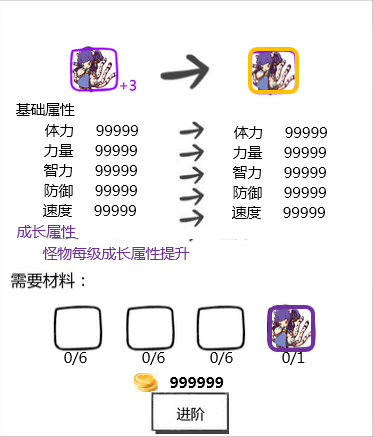 +3
基础属性
体力 99999 体力 99999
力量 99999 力量 99999
智力 99999 智力 99999
防御 99999 防御 99999
速度 99999 速度 99999
成长属性
怪物每级成长属性提升
需要材料：
0/6 0/6 0/6 0/1
999999
进阶